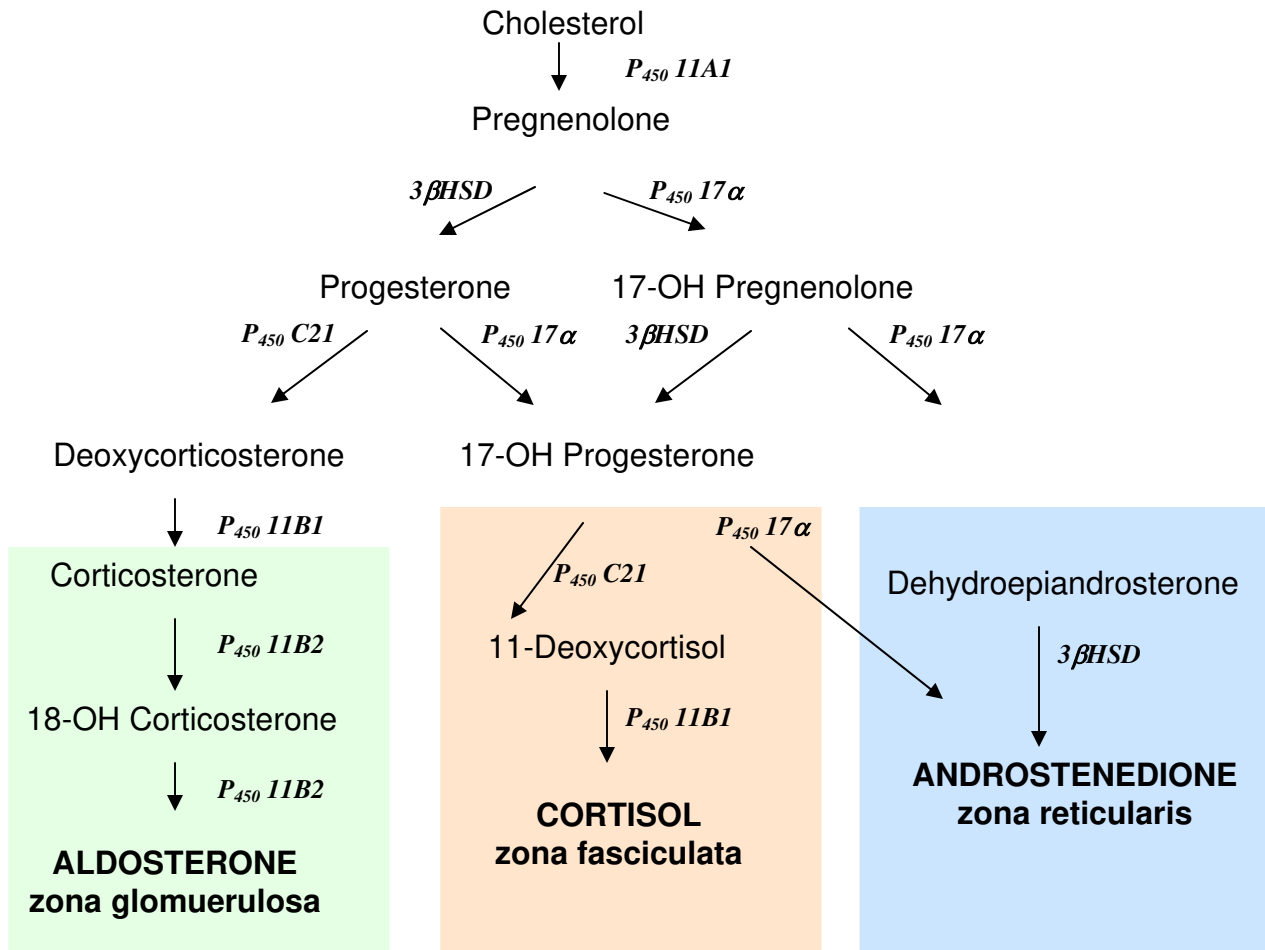 Cholesterol
P450 11A1
Pregnenolone
3βHSD
P450 17α
Progesterone
17-OH Pregnenolone
P450 C21
P450 17α
3βHSD
P450 17α
Deoxycorticosterone
17-OH Progesterone
P450 11B1
P450 17α
Corticosterone
P450 C21
Dehydroepiandrosterone
P450 11B2
11-Deoxycortisol
3βHSD
18-OH Corticosterone
P450 11B1
P450 11B2
ANDROSTENEDIONE
zona reticularis
CORTISOL
zona fasciculata
ALDOSTERONE
zona glomuerulosa